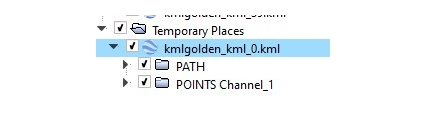 Temporary Places
kmlgolden_kml_0.kml
PATH
POINTS Channel_1